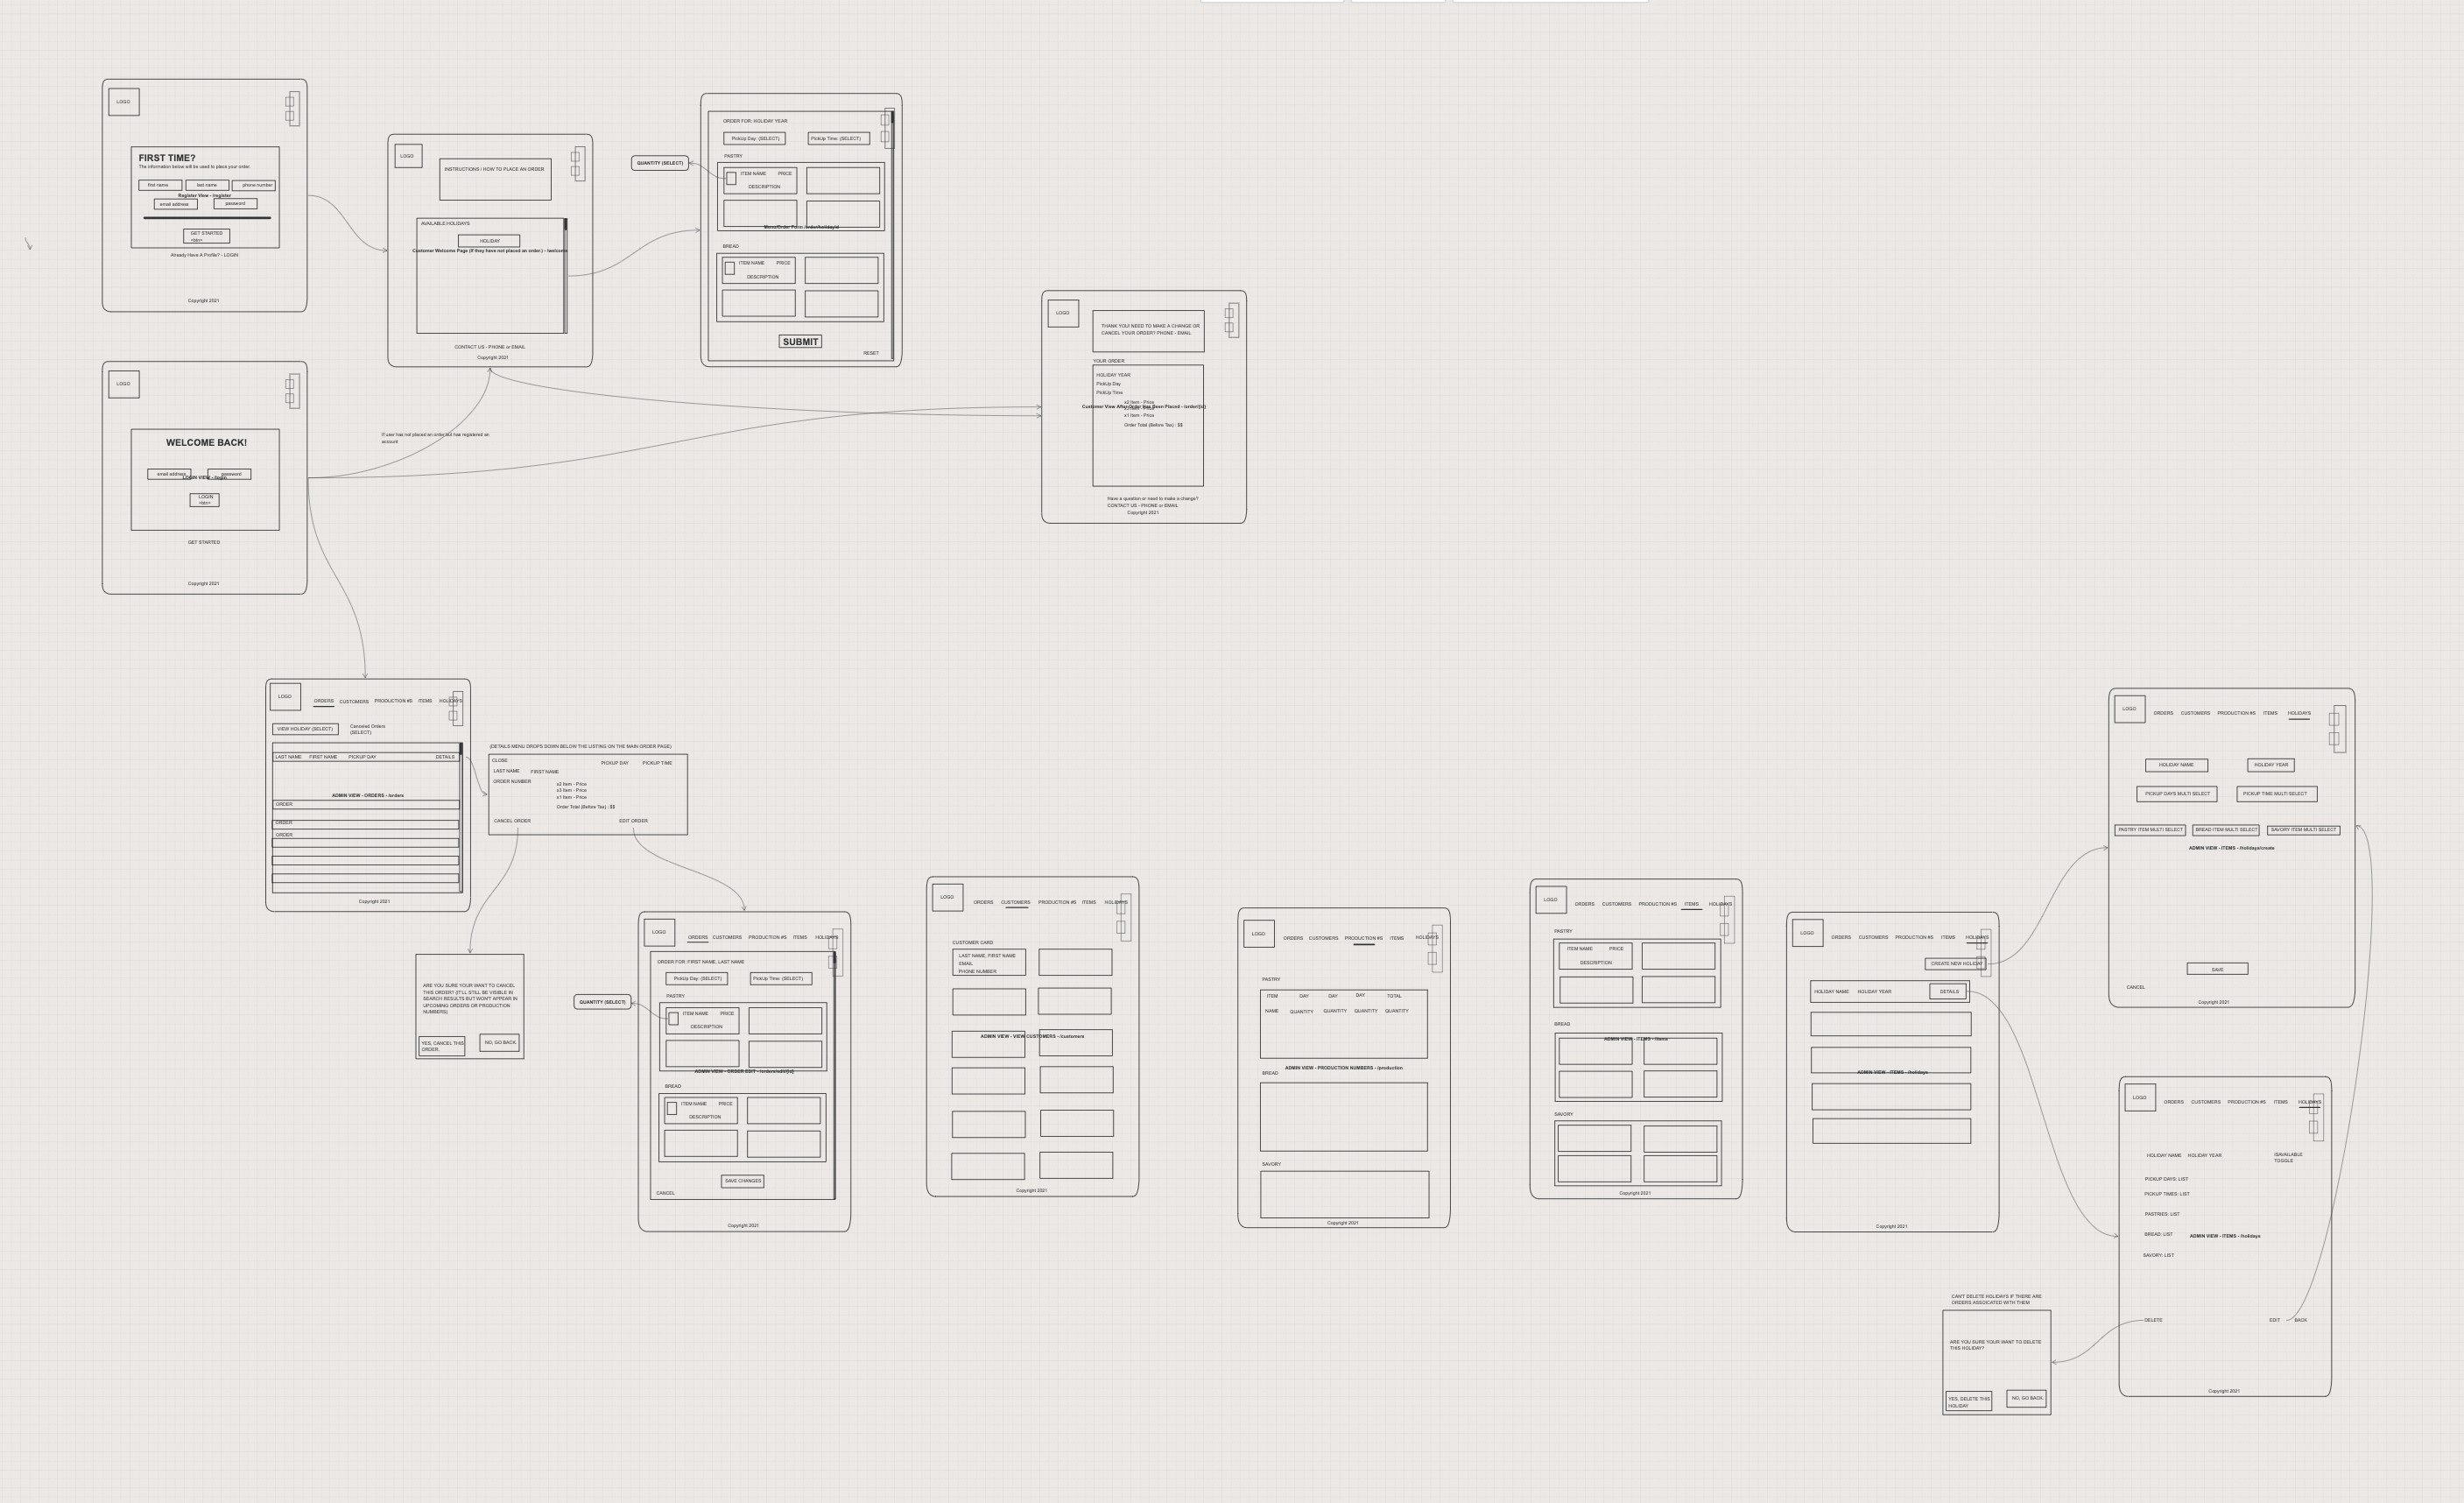 LOGO
FIRST TIME?
The information below will be used to place your order.
first name
last name
phone number
Register View - /register
email address
password
GET STARTED
<btn>
Already Have A Profile? - LOGIN
Copyright 2021
LOGO
INSTRUCTIONS / HOW TO PLACE AN ORDER
AVAILABLE HOLIDAYS
HOLIDAY
Customer Welcome Page (If they have not placed an order.) - /welcome
CONTACT US - PHONE or EMAIL
Copyright 2021
ORDER FOR: HOLIDAY YEAR
PickUp Day: (SELECT)
PickUp Time: (SELECT)
QUANTITY (SELECT)
PASTRY
ITEM NAME
PRICE
DESCRIPTION
BREAD
ITEM NAME
PRICE
DESCRIPTION
SUBMIT
RESET
LOGO
THANK YOU! NEED TO MAKE A CHANGE OR
CANCEL YOUR ORDER? PHONE - EMAIL
YOUR ORDER
HOLIDAY YEAR
PickUp Day
PickUp Time
x2 Item - Price
Customer View After Order Has Been Placed - /order/{id}
x1 Item - Price
Order Total (Before Tax) : $$
Have a question or need to make a change?
CONTACT US - PHONE or EMAIL
Copyright 2021
LOGO
WELCOME BACK!
email address
password
LOGIN VIEW - /login
LOGIN
<btn>
GET STARTED
Copyright 2021
If user has not placed an order but has registered an
account
LOGO
ORDERS
CUSTOMERS
PRODUCTION #S
ITEMS
HOLIDAYS
VIEW HOLIDAY (SELECT)
Canceled Orders
(SELECT)
LAST NAME
FIRST NAME
PICKUP DAY
DETAILS
ADMIN VIEW - ORDERS - /orders
ORDER
ORDER
ORDER
Copyright 2021
(DETAILS MENU DROPS DOWN BELOW THE LISTING ON THE MAIN ORDER PAGE)
CLOSE
PICKUP DAY
PICKUP TIME
LAST NAME
FIRST NAME
ORDER NUMBER
x2 Item - Price
x3 Item - Price
x1 Item - Price
Order Total (Before Tax) : $$
CANCEL ORDER
EDIT ORDER
ARE YOU SURE YOUR WANT TO CANCEL
THIS ORDER? (IT'LL STILL BE VISIBLE IN
SEARCH RESULTS BUT WON'T APPEAR IN
UPCOMING ORDERS OR PRODUCTION
NUMBERS)
YES, CANCEL THIS
ORDER.
NO, GO BACK.
LOGO
ORDERS
CUSTOMERS
PRODUCTION #S
ITEMS
HOLIDAYS
ORDER FOR: FIRST NAME, LAST NAME
PickUp Day: (SELECT)
PickUp Time: (SELECT)
QUANTITY (SELECT)
PASTRY
ITEM NAME
PRICE
DESCRIPTION
ADMIN VIEW - ORDER EDIT - /orders/edit/{id}
BREAD
ITEM NAME
PRICE
DESCRIPTION
SAVE CHANGES
CANCEL
Copyright 2021
LOGO
ORDERS
CUSTOMERS
PRODUCTION #S
ITEMS
HOLIDAYS
CUSTOMER CARD
LAST NAME, FIRST NAME
EMAIL
PHONE NUMBER
ADMIN VIEW - VIEW CUSTOMERS - /customers
Copyright 2021
LOGO
ORDERS
CUSTOMERS
PRODUCTION #S
ITEMS
HOLIDAYS
PASTRY
ITEM
DAY
DAY
DAY
TOTAL
NAME
QUANTITY
QUANTITY
QUANTITY
QUANTITY
ADMIN VIEW - PRODUCTION NUMBERS - /production
BREAD
SAVORY
Copyright 2021
LOGO
ORDERS
CUSTOMERS
PRODUCTION #S
ITEMS
HOLIDAYS
PASTRY
ITEM NAME
PRICE
DESCRIPTION
BREAD
ADMIN VIEW - ITEMS - /items
SAVORY
Copyright 2021
LOGO
ORDERS
CUSTOMERS
PRODUCTION #S
ITEMS
HOLIDAYS
CREATE NEW HOLIDAY
HOLIDAY NAME
HOLIDAY YEAR
DETAILS
ADMIN VIEW - ITEMS - /holidays
Copyright 2021
LOGO
ORDERS
CUSTOMERS
PRODUCTION #S
ITEMS
HOLIDAYS
HOLIDAY NAME
HOLIDAY YEAR
PICKUP DAYS MULTI SELECT
PICKUP TIME MULTI SELECT
PASTRY ITEM MULTI SELECT
BREAD ITEM MULTI SELECT
SAVORY ITEM MULTI SELECT
ADMIN VIEW - ITEMS - /holidays/create
SAVE
CANCEL
Copyright 2021
LOGO
ORDERS
CUSTOMERS
PRODUCTION #S
ITEMS
HOLIDAYS
HOLIDAY NAME
HOLIDAY YEAR
ISAVAILABLE
TOGGLE
PICKUP DAYS: LIST
PICKUP TIMES: LIST
PASTRIES: LIST
BREAD: LIST
ADMIN VIEW - ITEMS - /holidays
SAVORY: LIST
DELETE
EDIT
BACK
Copyright 2021
CAN'T DELETE HOLIDAYS IF THERE ARE
ORDERS ASSOICATED WITH THEM
ARE YOU SURE YOUR WANT TO DELETE
THIS HOLIDAY?
YES, DELETE THIS
HOLIDAY
NO, GO BACK.